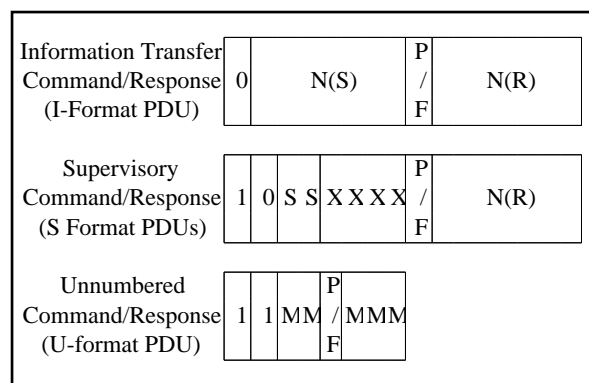 Information Transfer
Command/Response
(I-Format PDU)
0 N(S) P / F N(R)
Supervisory
Command/Response
(S Format PDUs)
1 0 S S X X X X P / F N(R)
Unnumbered
Command/Response
(U-format PDU)
1 1 M M P / F M M M